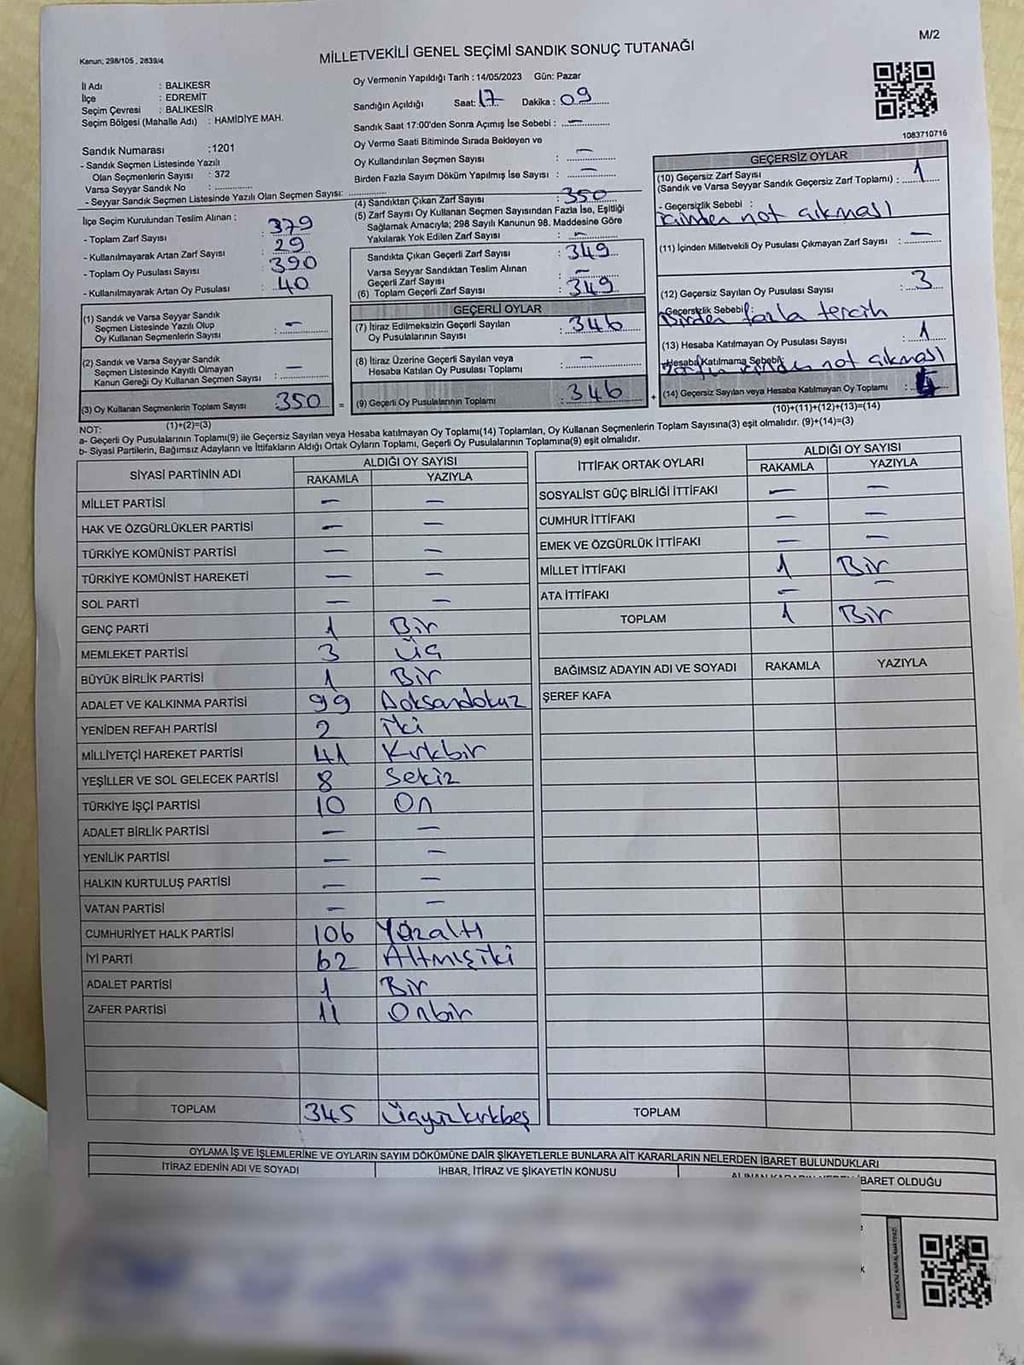 M/2
Kanun; 298/105 , 2839/4
MİLLETVEKİLİ GENEL SEÇİMİ SANDIK SONUÇ TUTANAĞI
İl Adı : BALIKESR
İlçe : EDREMİT
Seçim Çevresi : BALIKESİR
Seçim Bölgesi (Mahalle Adı) : HAMİDİYE MAH.
Sandık Numarası :1201
- Sandık Seçmen Listesinde Yazılı
Olan Seçmenlerin Sayısı : 372
Varsa Seyyar Sandık No :
- Seyyar Sandık Listesinde Yazılı Olan Seçmen Sayısı:
Oy Vermenin Yapıldığı Tarih : 14/05/2023 Gün: Pazar
Sandığın Açıldığı Saat: 17 Dakika : 09
Sandık Saat 17:00'den Sonra Açımış İse Sebebi : —
Oy Verme Saati Bitiminde Sırada Bekleyen ve
Oy Kullandırılan Seçmen Sayısı : —
Birden Fazla Sayım Döküm Yapılmış İse Sayısı : —
1083710716
İlçe Seçim Kurulundan Teslim Alınan : 379
- Toplam Zarf Sayısı
- Kullanılmayarak Artan Zarf Sayısı : 29
- Toplam Oy Pusulası Sayısı : 390
- Kullanılmayarak Artan Oy Pusulası : 40
(1) Sandık ve Varsa Seyyar Sandık
Seçmen Listesinde Yazılı Olup
Oy Kullanan Seçmenlerin Sayısı : —
(2) Sandık ve Varsa Seyyar Sandık
Seçmen Listesinde Kayıtlı Olmayan
Kanun Gereği Oy Kullanan Seçmen Sayısı : —
(3) Oy Kullanan Seçmenlerin Toplam Sayısı 350
(1)+(2)=(3)
(4) Sandıktan Çıkan Zarf Sayısı : 350
(5) Zarf Sayısı Oy Kullanan Seçmen Sayısından Fazla İse, Eşitliği
Sağlamak Amacıyla; 298 Sayılı Kanunun 98. Maddesine Göre
Yakılarak Yok Edilen Zarf Sayısı : —
Sandıkta Çıkan Geçerli Zarf Sayısı : 349
Varsa Seyyar Sandıktan Teslim Alınan
Geçerli Zarf Sayısı : —
(6) Toplam Geçerli Zarf Sayısı : 349
GEÇERLİ OYLAR
(7) İtiraz Edilmeksizin Geçerli Sayılan
Oy Pusulalarının Sayısı : 346
(8) İtiraz Üzerine Geçerli Sayılan veya
Hesaba Katılan Oy Pusulası Toplamı : —
= (9) Geçerli Oy Pusulalarının Toplamı : 346 +
GEÇERSİZ OYLAR
(10) Geçersiz Zarf Sayısı
(Sandık ve Varsa Seyyar Sandık Geçersiz Zarf Toplamı) : 1
- Geçersizlik Sebebi :
içinden not çıkması
(11) İçinden Milletvekili Oy Pusulası Çıkmayan Zarf Sayısı : —
(12) Geçersiz Sayılan Oy Pusulası Sayısı : 3
- Geçersizlik Sebebi :
Birden fazla tercih
(13) Hesaba Katılmayan Oy Pusulası Sayısı : 1
- Hesaba Katılmama Sebebi:
içinden not çıkması
(14) Geçersiz Sayılan veya Hesaba Katılmayan Oy Toplamı :
(10)+(11)+(12)+(13)=(14)
NOT:
a- Geçerli Oy Pusulalarının Toplamı(9) ile Geçersiz Sayılan veya Hesaba katılmayan Oy Toplamı(14) Toplamları, Oy Kullanan Seçmenlerin Toplam Sayısına(3) eşit olmalıdır. (9)+(14)=(3)
b- Siyasi Partilerin, Bağımsız Adayların ve İttifakların Aldığı Ortak Oyların Toplamı, Geçerli Oy Pusulalarının Toplamına(9) eşit olmalıdır.
SİYASİ PARTİNİN ADI ALDIĞI OY SAYISI
RAKAMLA YAZIYLA
MİLLET PARTİSİ — —
HAK VE ÖZGÜRLÜKLER PARTİSİ — —
TÜRKİYE KOMÜNİST PARTİSİ — —
TÜRKİYE KOMÜNİST HAREKETİ — —
SOL PARTİ — —
GENÇ PARTİ 1 Bir
MEMLEKET PARTİSİ 3 Üç
BÜYÜK BİRLİK PARTİSİ 1 Bir
ADALET VE KALKINMA PARTİSİ 99 Doksandokuz
YENİDEN REFAH PARTİSİ 2 iki
MİLLİYETÇİ HAREKET PARTİSİ 41 Kırkbir
YEŞİLLER VE SOL GELECEK PARTİSİ 8 Sekiz
TÜRKİYE İŞÇİ PARTİSİ 10 On
ADALET BİRLİK PARTİSİ — —
YENİLİK PARTİSİ — —
HALKIN KURTULUŞ PARTİSİ — —
VATAN PARTİSİ — —
CUMHURİYET HALK PARTİSİ 106 Yüzaltı
İYİ PARTİ 62 Altmışiki
ADALET PARTİSİ 1 Bir
ZAFER PARTİSİ 11 Onbir
TOPLAM 345 Üçyüzkırkbeş
İTTİFAK ORTAK OYLARI ALDIĞI OY SAYISI
RAKAMLA YAZIYLA
SOSYALİST GÜÇ BİRLİĞİ İTTİFAKI — —
CUMHUR İTTİFAKI — —
EMEK VE ÖZGÜRLÜK İTTİFAKI — —
MİLLET İTTİFAKI 1 Bir
ATA İTTİFAKI — —
TOPLAM 1 Bir
BAĞIMSIZ ADAYIN ADI VE SOYADI RAKAMLA YAZIYLA
ŞEREF KAFA
TOPLAM
OYLAMA İŞ VE İŞLEMLERİNE VE OYLARIN SAYIM DÖKÜMÜNE DAİR ŞİKAYETLERLE BUNLARA AİT KARARLARIN NELERDEN İBARET BULUNDUKLARI
İTİRAZ EDENİN ADI VE SOYADI İHBAR, İTİRAZ VE ŞİKAYETİN KONUSU İBARET OLDUĞU